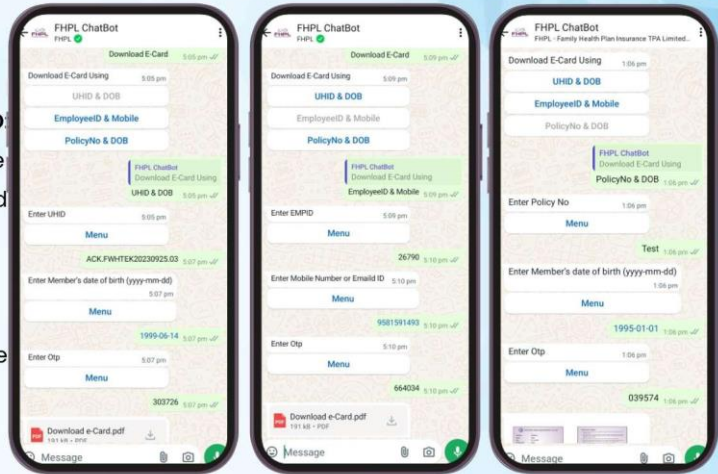 FHPL ChatBot
FHPL
Download E-Card 5:05 pm
Download E-Card Using 5:05 pm
UHID & DOB
EmployeeID & Mobile
PolicyNo & DOB
FHPL ChatBot
Download E-Card Using
UHID & DOB 5:05 pm
Enter UHID 5:05 pm
Menu
ACK.FWHTEK20230925.03 5:07 pm
Enter Member's date of birth (yyyy-mm-dd)
5:07 pm
Menu
1999-06-14 5:07 pm
Enter Otp 5:07 pm
Menu
303726 5:07 pm
Download e-Card.pdf
191 kB • PDF
Message
FHPL ChatBot
FHPL
Download E-Card 5:09 pm
Download E-Card Using 5:09 pm
UHID & DOB
EmployeeID & Mobile
PolicyNo & DOB
FHPL ChatBot
Download E-Card Using
EmployeeID & Mobile 5:09 pm
Enter EMPID 5:09 pm
Menu
26790 5:10 pm
Enter Mobile Number or Emaild ID 5:10 pm
Menu
9581591493 5:10 pm
Enter Otp 5:10 pm
Menu
664034 5:10 pm
Download e-Card.pdf
191 kB • PDF
Message
FHPL ChatBot
FHPL - Family Health Plan Insurance TPA Limited...
Download E-Card Using 1:06 pm
UHID & DOB
EmployeeID & Mobile
PolicyNo & DOB
FHPL ChatBot
Download E-Card Using
PolicyNo & DOB 1:06 pm
Enter Policy No 1:06 pm
Menu
Test 1:06 pm
Enter Member's date of birth (yyyy-mm-dd)
1:06 pm
Menu
1995-01-01 1:06 pm
Enter Otp 1:06 pm
Menu
039574 1:06 pm
Message